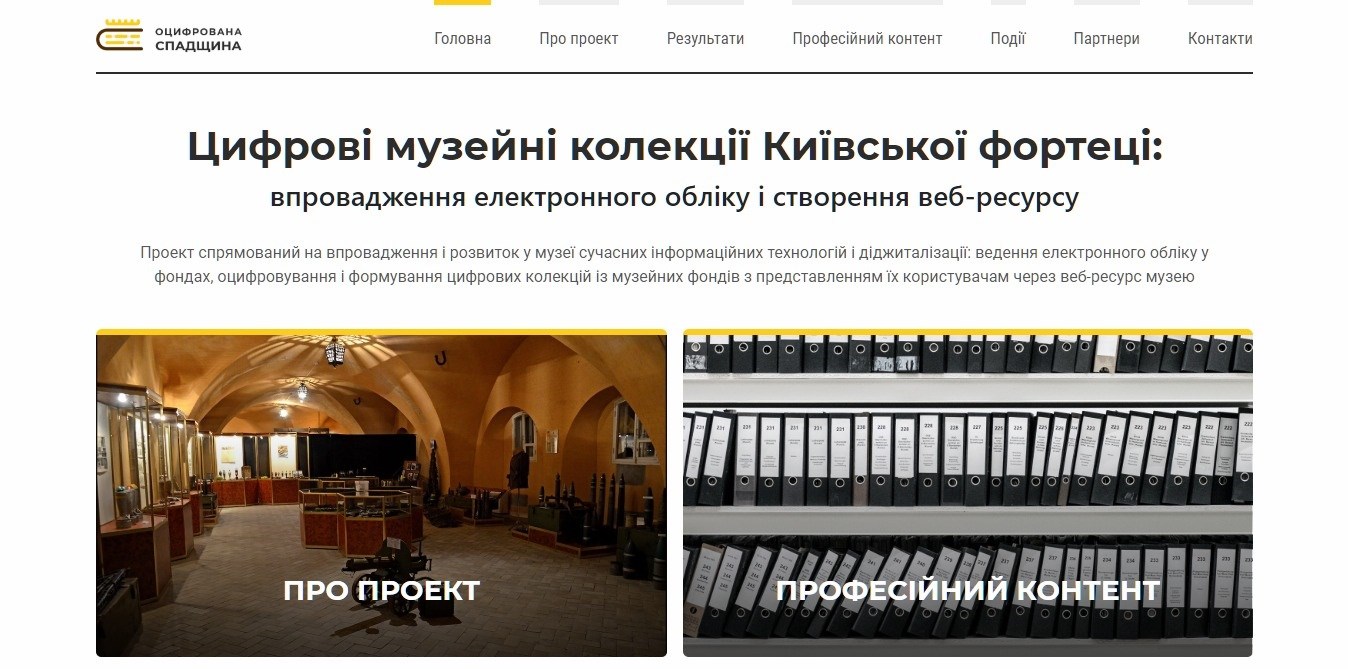 ОЦИФРОВАНА
СПАДЩИНА
Головна
Про проект
Результати
Професійний контент
Події
Партнери
Контакти
Цифрові музейні колекції Київської фортеці:
впровадження електронного обліку і створення веб-ресурсу
Проект спрямований на впровадження і розвиток у музеї сучасних інформаційних технологій і діджиталізації: ведення електронного обліку у
фондах, оцифровування і формування цифрових колекцій із музейних фондів з представленням їх користувачам через веб-ресурс музею
ПРО ПРОЕКТ
ПРОФЕСІЙНИЙ КОНТЕНТ